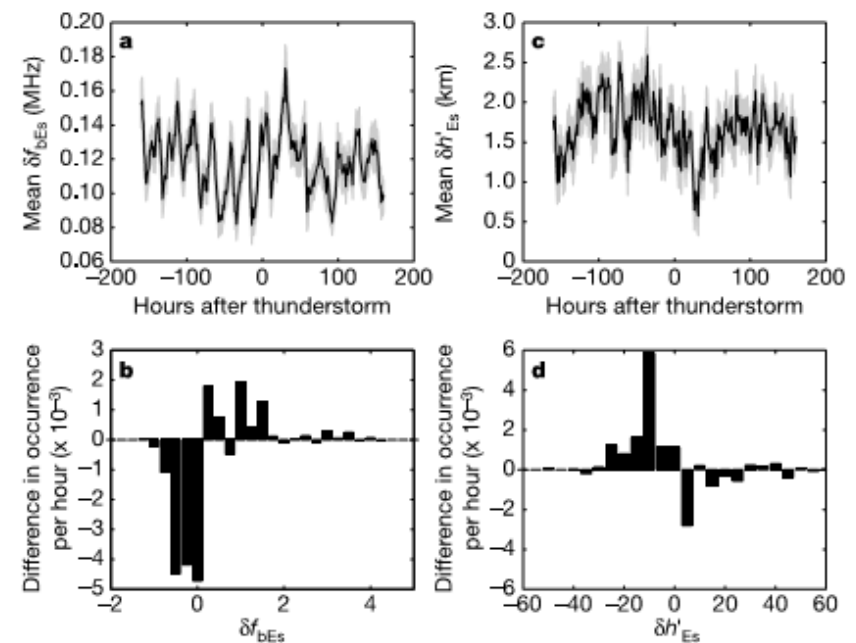 a
0.20
0.18
0.16
0.14
0.12
0.10
0.08
0.06
Mean δf_bEs (MHz)
−200 −100 0 100 200
Hours after thunderstorm
c
3.0
2.5
2.0
1.5
1.0
0.5
0
Mean δh′_Es (km)
−200 −100 0 100 200
Hours after thunderstorm
b
3
2
1
0
−1
−2
−3
−4
−5
Difference in occurrence
per hour (x 10⁻³)
−2 0 2 4
δf_bEs
d
6
4
2
0
−2
−4
−6
Difference in occurrence
per hour (x 10⁻³)
−60 −40 −20 0 20 40 60
δh′_Es